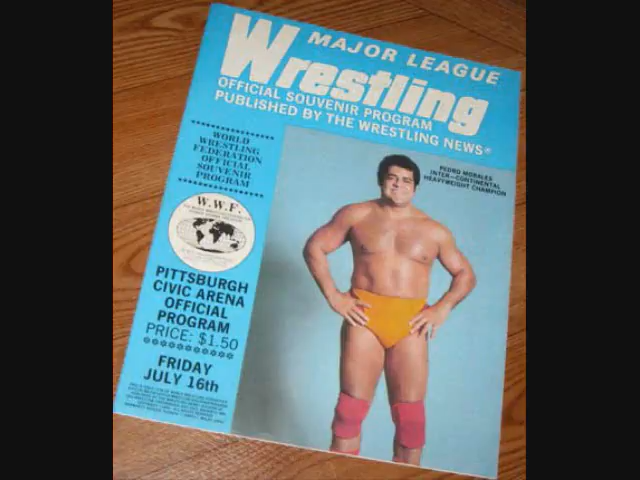 MAJOR LEAGUE
Wrestling
OFFICIAL SOUVENIR PROGRAM
PUBLISHED BY THE WRESTLING NEWS®
WORLD
WRESTLING
FEDERATION
OFFICIAL
SOUVENIR
PROGRAM
W.W.F.
PITTSBURGH
CIVIC ARENA
OFFICIAL
PROGRAM
PRICE: $1.50
FRIDAY
JULY 16th
PEDRO MORALES
INTER-CONTINENTAL
HEAVYWEIGHT CHAMPION